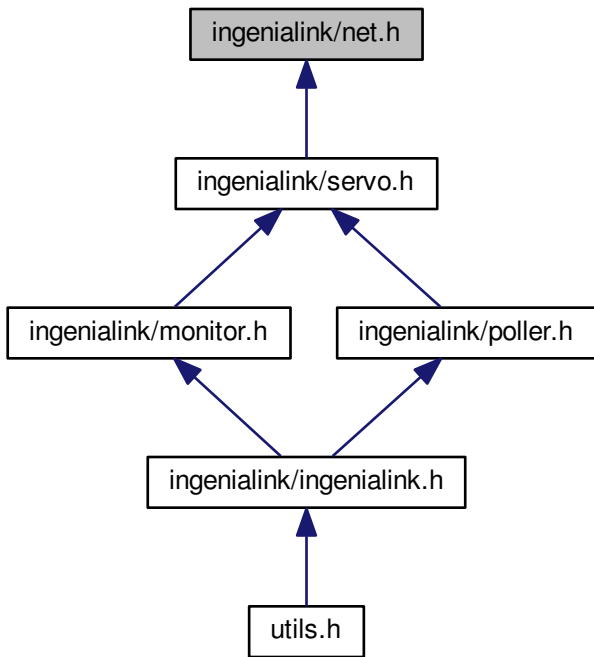 ingenialink/net.h
ingenialink/servo.h
ingenialink/monitor.h
ingenialink/poller.h
ingenialink/ingenialink.h
utils.h